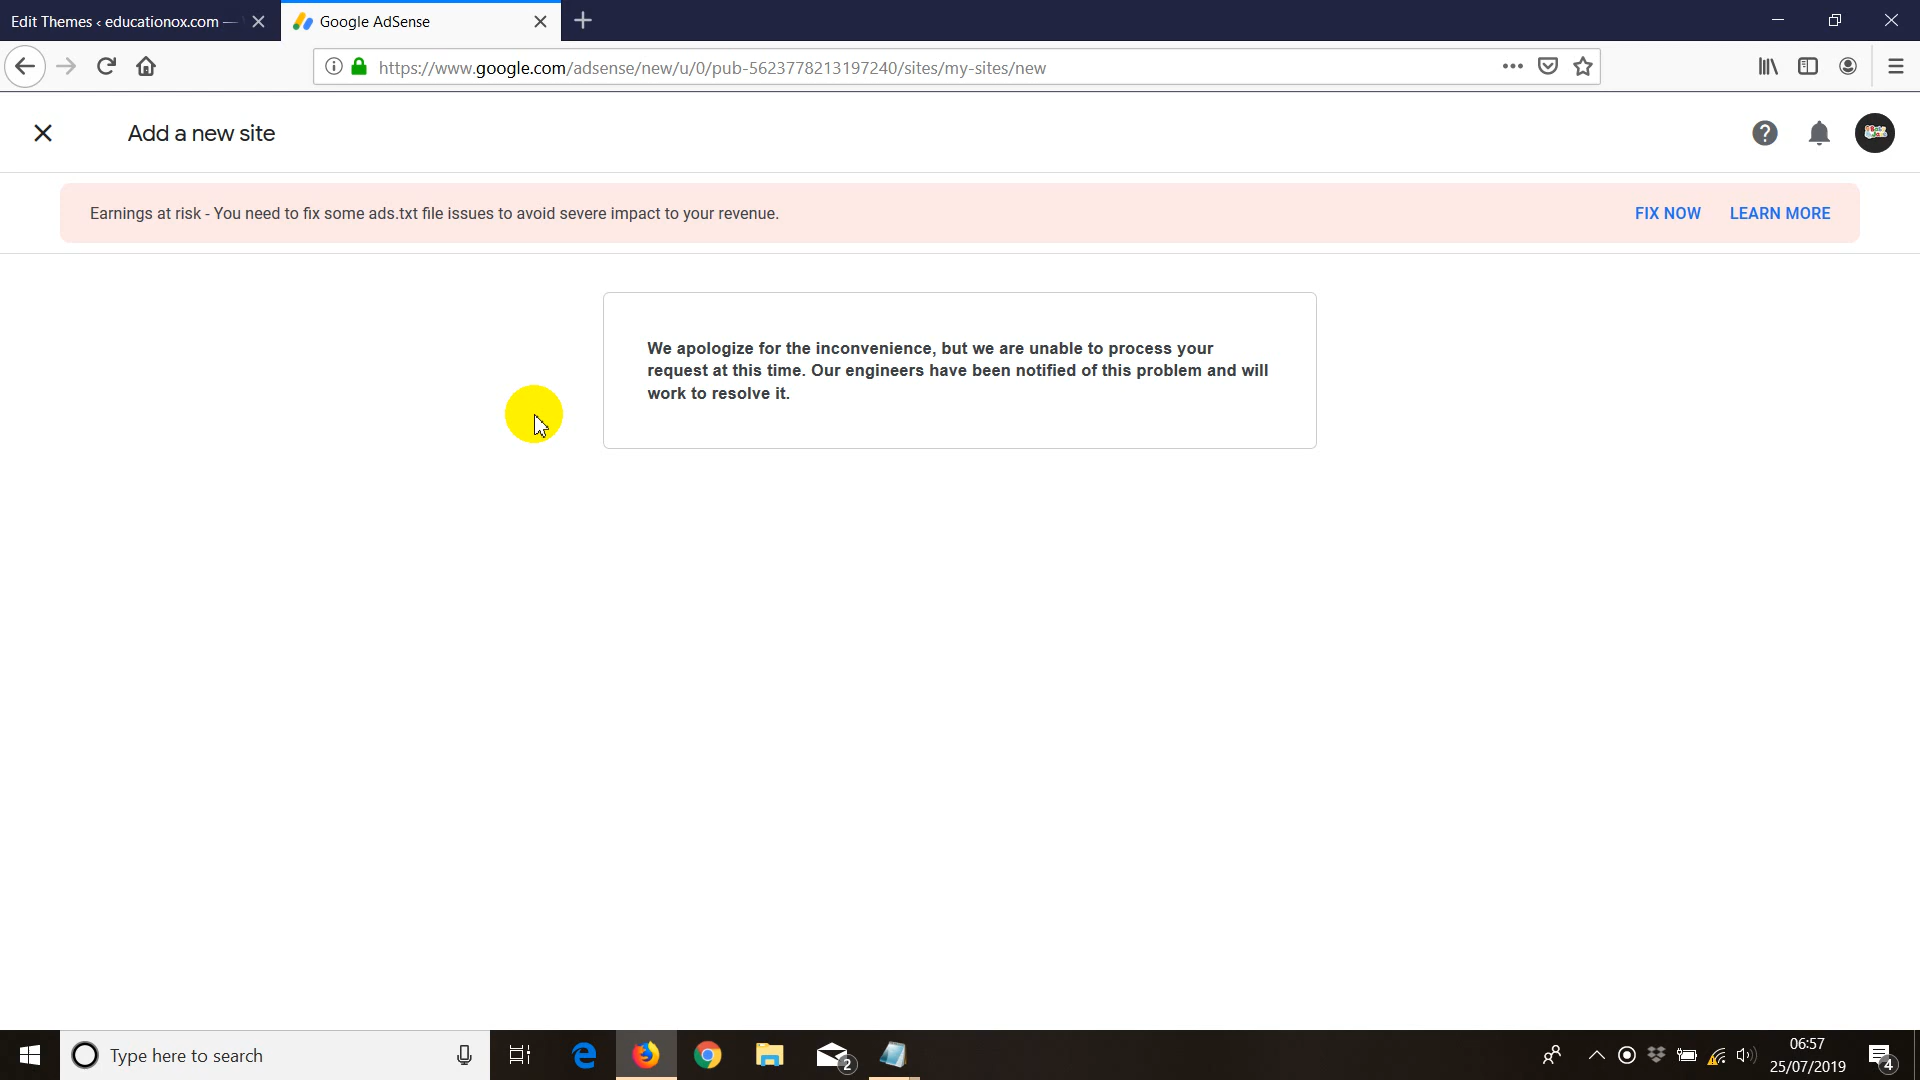 Edit Themes ‹ educationox.com —
Google AdSense
https://www.google.com/adsense/new/u/0/pub-5623778213197240/sites/my-sites/new
Add a new site
Earnings at risk - You need to fix some ads.txt file issues to avoid severe impact to your revenue.
FIX NOW
LEARN MORE
We apologize for the inconvenience, but we are unable to process your
request at this time. Our engineers have been notified of this problem and will
work to resolve it.
Type here to search
2
06:57
25/07/2019
4